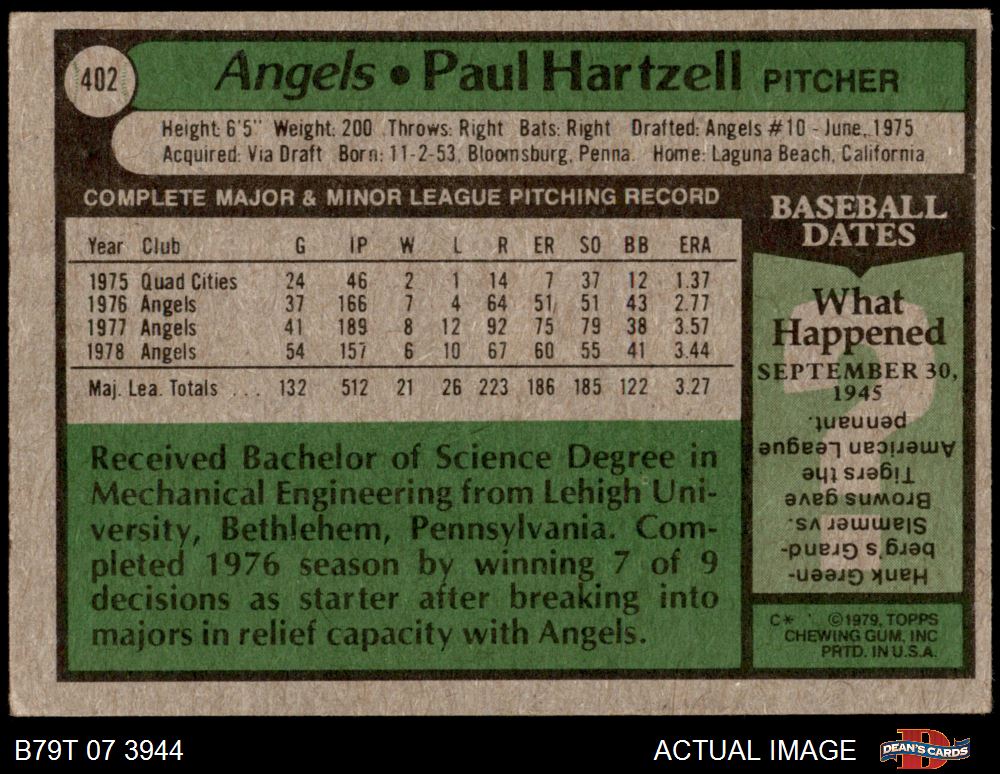 402
Angels • Paul Hartzell PITCHER
Height: 6'5" Weight: 200 Throws: Right Bats: Right Drafted: Angels #10 - June, 1975
Acquired: Via Draft Born: 11-2-53, Bloomsburg, Penna. Home: Laguna Beach, California
COMPLETE MAJOR & MINOR LEAGUE PITCHING RECORD
Year Club G IP W L R ER SO BB ERA
1975 Quad Cities 24 46 2 1 14 7 37 12 1.37
1976 Angels 37 166 7 4 64 51 51 43 2.77
1977 Angels 41 189 8 12 92 75 79 38 3.57
1978 Angels 54 157 6 10 67 60 55 41 3.44
Maj. Lea. Totals ... 132 512 21 26 223 186 185 122 3.27
Received Bachelor of Science Degree in
Mechanical Engineering from Lehigh Uni-
versity, Bethlehem, Pennsylvania. Com-
pleted 1976 season by winning 7 of 9
decisions as starter after breaking into
majors in relief capacity with Angels.
BASEBALL
DATES
What
Happened
SEPTEMBER 30,
1945
Hank Green-
berg's Grand-
Slammer vs.
Browns gave
Tigers the
American League
pennant.
C* ©1979, TOPPS
CHEWING GUM, INC
PRTD. IN U.S.A.
B79T 07 3944
ACTUAL IMAGE
DEAN'S CARDS